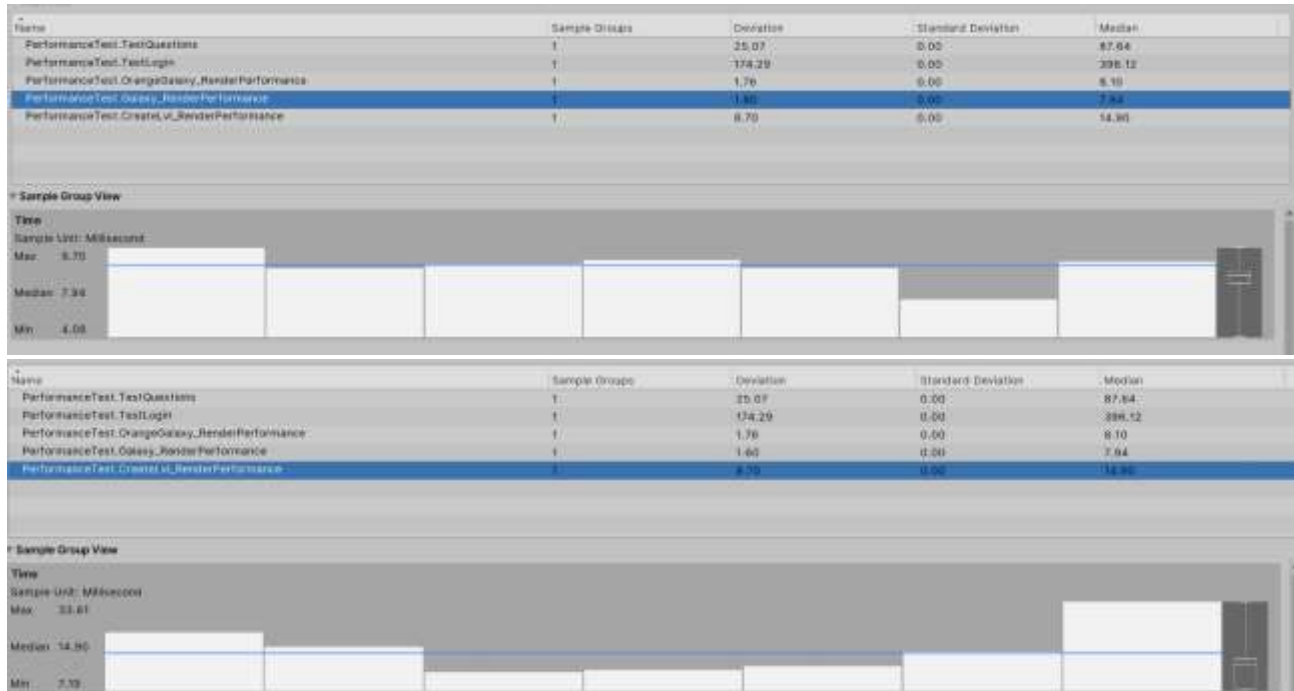 Name Sample Groups Deviation Standard Deviation Median
PerformanceTest.TestQuestions 1 25.07 0.00 87.64
PerformanceTest.TestLogin 1 174.29 0.00 396.12
PerformanceTest.OrangeGalaxy_RenderPerformance 1 1.76 0.00 8.10
PerformanceTest.Galaxy_RenderPerformance 1 1.60 0.00 7.94
PerformanceTest.CreateLvl_RenderPerformance 1 8.70 0.00 14.90
Sample Group View
Time
Sample Unit: Millisecond
Max 8.70
Median 7.94
Min 4.08
Name Sample Groups Deviation Standard Deviation Median
PerformanceTest.TestQuestions 1 25.07 0.00 87.64
PerformanceTest.TestLogin 1 174.29 0.00 396.12
PerformanceTest.OrangeGalaxy_RenderPerformance 1 1.76 0.00 8.10
PerformanceTest.Galaxy_RenderPerformance 1 1.60 0.00 7.94
PerformanceTest.CreateLvl_RenderPerformance 1 8.70 0.00 14.90
Sample Group View
Time
Sample Unit: Millisecond
Max 33.61
Median 14.90
Min